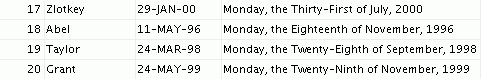 17 Zlotkey 29-JAN-00 Monday, the Thirty-First of July, 2000
18 Abel 11-MAY-96 Monday, the Eighteenth of November, 1996
19 Taylor 24-MAR-98 Monday, the Twenty-Eighth of September, 1998
20 Grant 24-MAY-99 Monday, the Twenty-Ninth of November, 1999